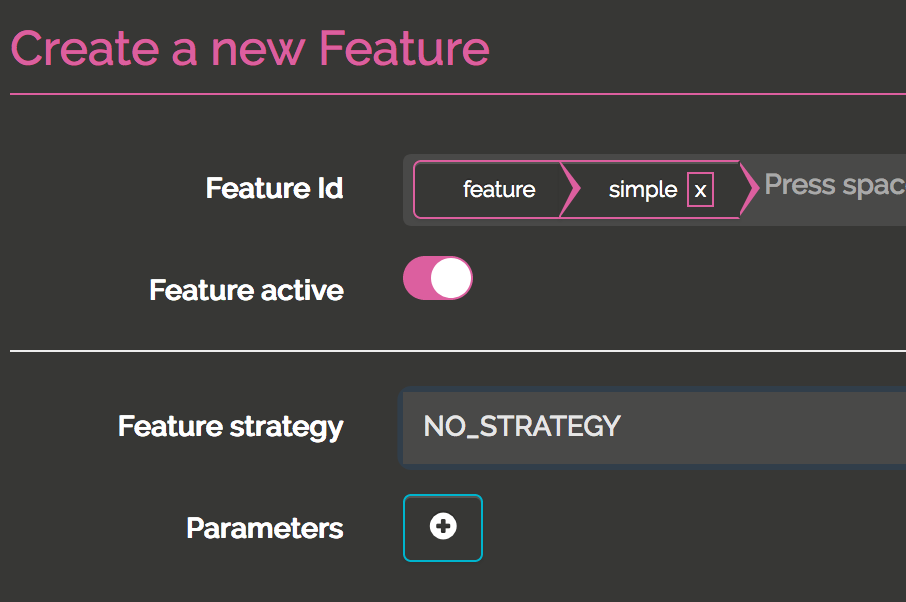 Create a new Feature
Feature Id feature simple x Press spac
Feature active
Feature strategy NO_STRATEGY
Parameters